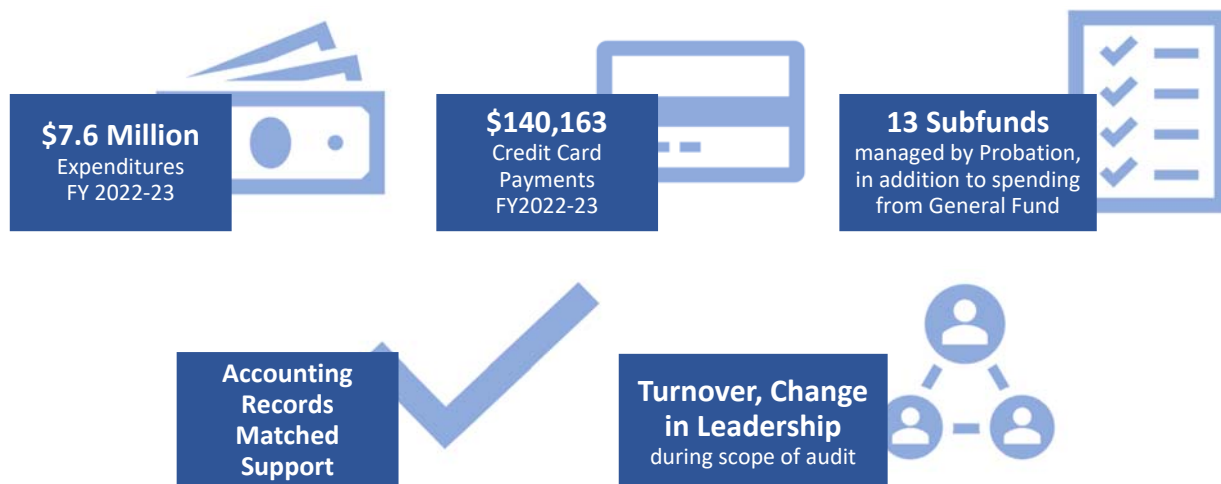 $7.6 Million
Expenditures
FY 2022-23
$140,163
Credit Card
Payments
FY2022-23
13 Subfunds
managed by Probation,
in addition to spending
from General Fund
Accounting
Records
Matched
Support
Turnover, Change
in Leadership
during scope of audit